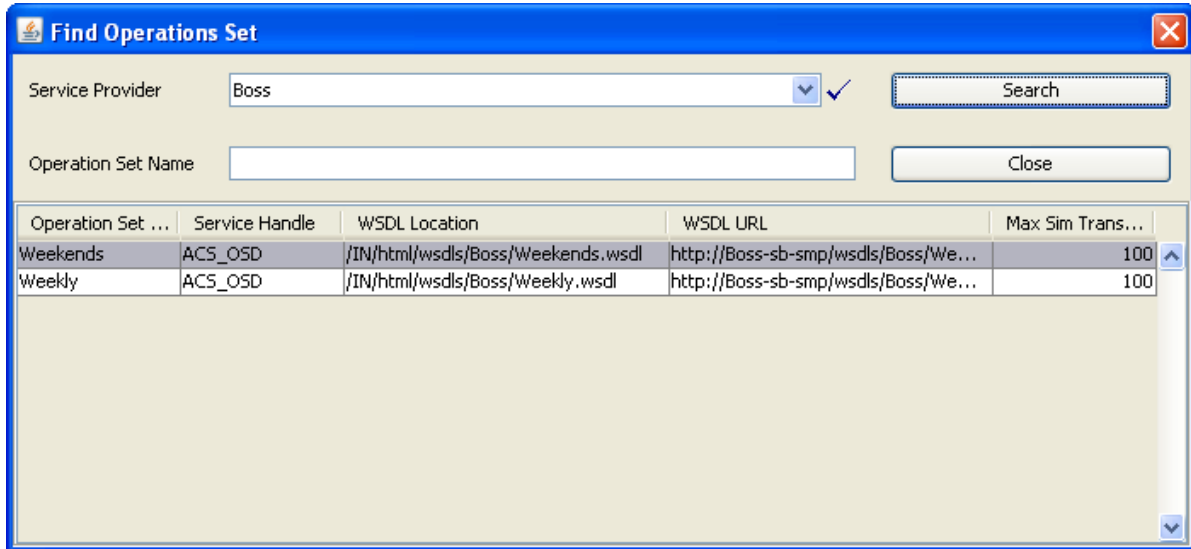 Find Operations Set
Service Provider Boss Search
Operation Set Name Close
Operation Set ... Service Handle WSDL Location WSDL URL Max Sim Trans...
Weekends ACS_OSD /IN/html/wsdls/Boss/Weekends.wsdl http://Boss-sb-smp/wsdls/Boss/We... 100
Weekly ACS_OSD /IN/html/wsdls/Boss/Weekly.wsdl http://Boss-sb-smp/wsdls/Boss/We... 100